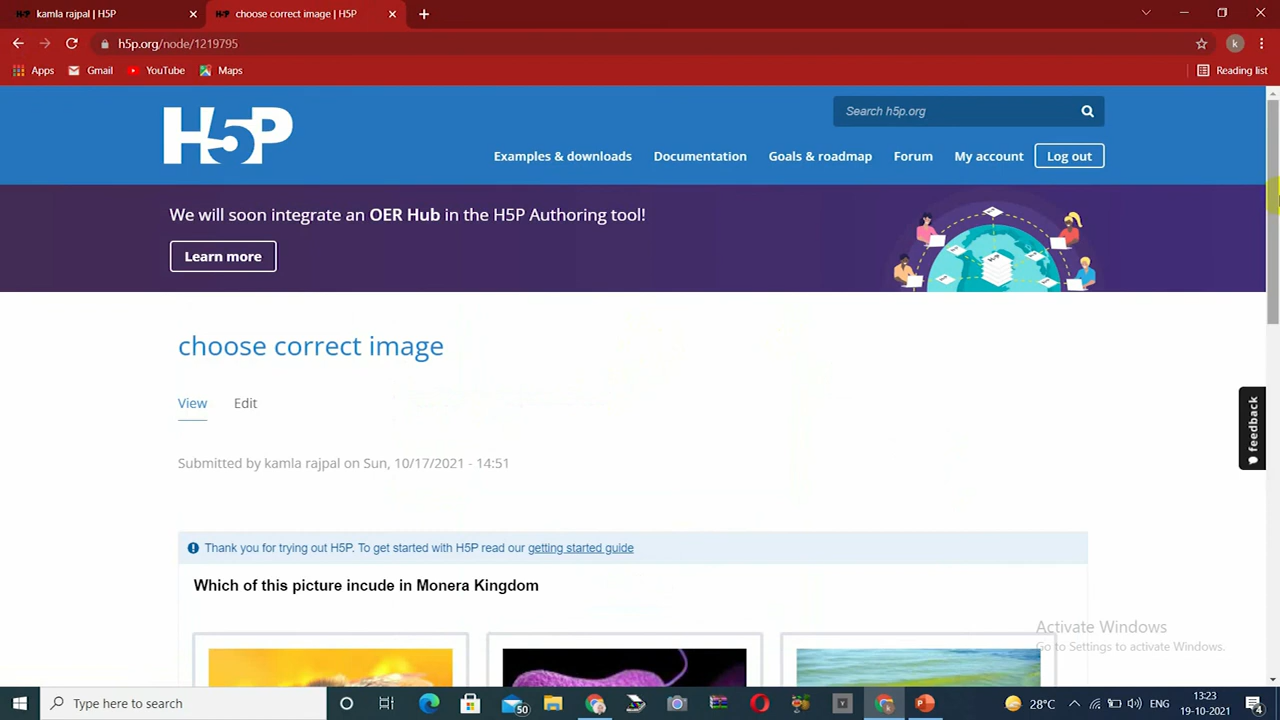 kamla rajpal | H5P
choose correct image | H5P
h5p.org/node/1219795
Apps Gmail YouTube Maps Reading list
H5P
Search h5p.org
Examples & downloads Documentation Goals & roadmap Forum My account Log out
We will soon integrate an OER Hub in the H5P Authoring tool!
Learn more
choose correct image
View Edit
feedback
Submitted by kamla rajpal on Sun, 10/17/2021 - 14:51
Thank you for trying out H5P. To get started with H5P read our getting started guide
Which of this picture incude in Monera Kingdom
Activate Windows
Go to Settings to activate Windows.
Type here to search
50
28°C
ENG
13:23
19-10-2021
4